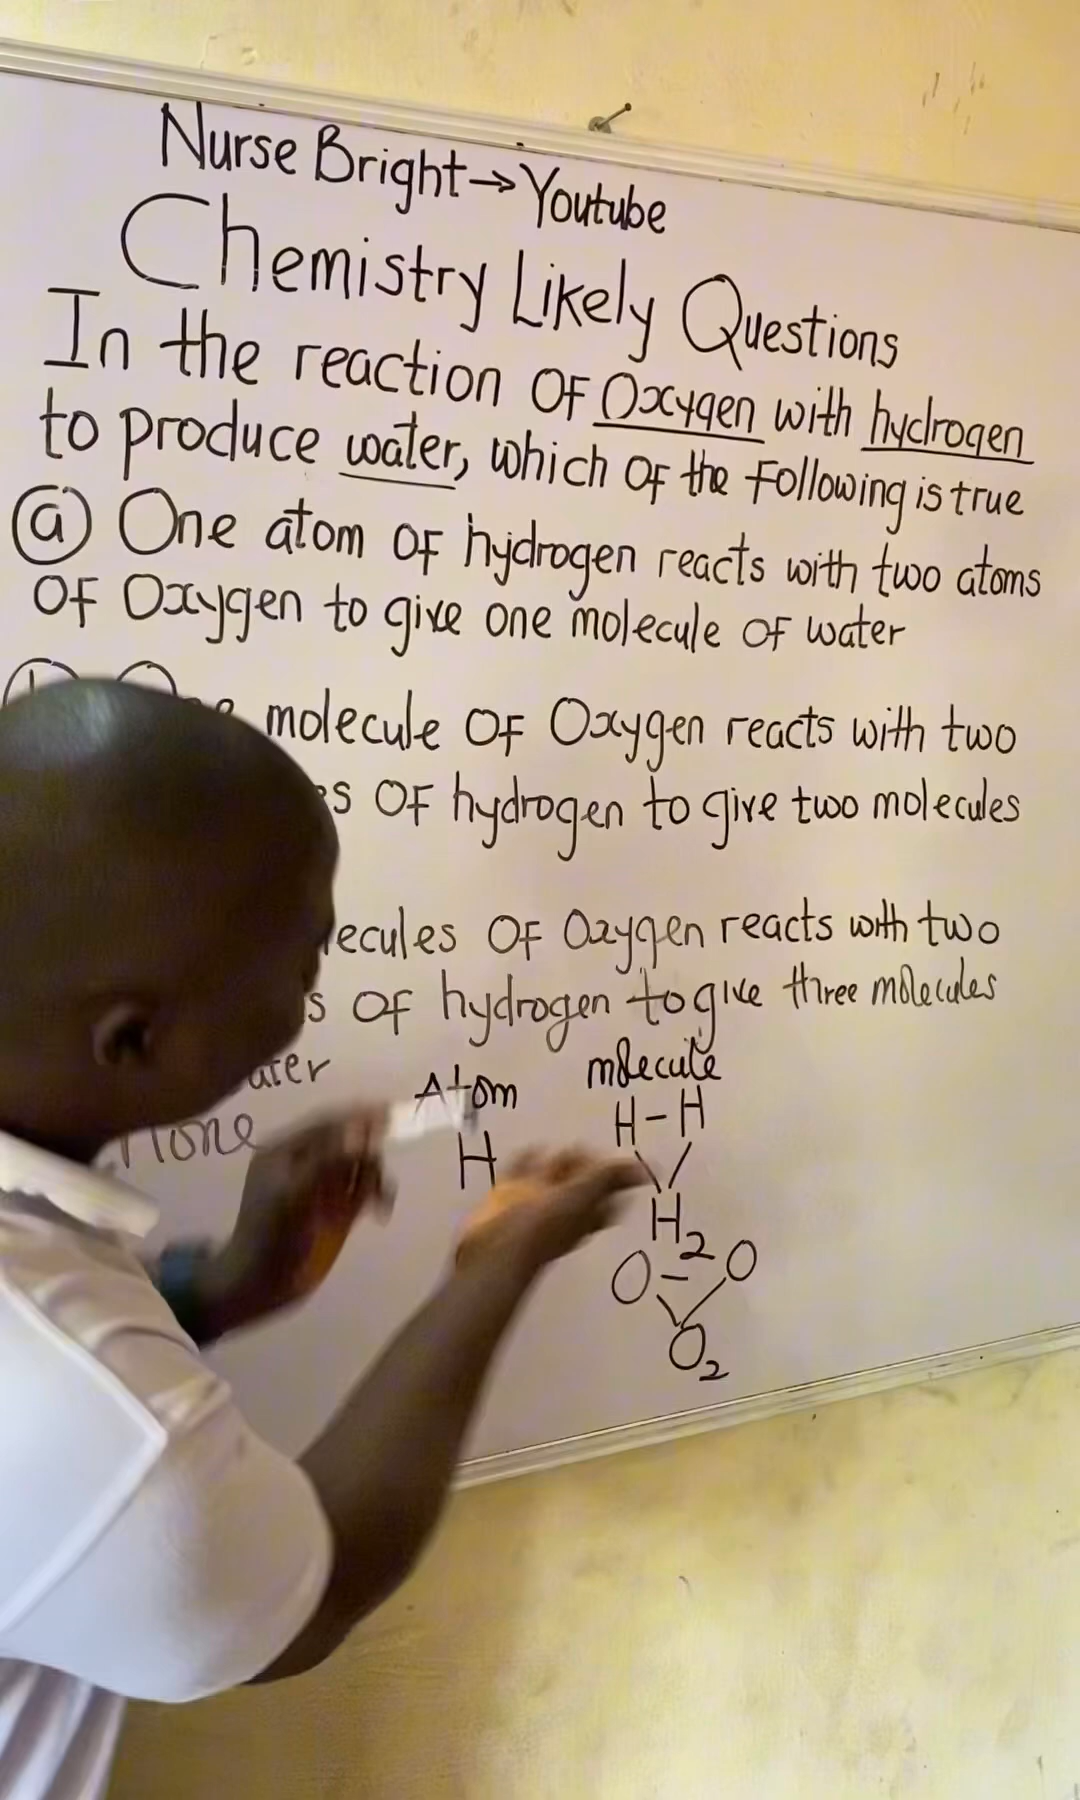 Nurse Bright → Youtube
Chemistry Likely Questions
In the reaction OF Oxygen with hydrogen
to produce water, which OF the Following is true
(a) One atom OF hydrogen reacts with two atoms
OF Oxygen to give one molecule OF water
molecule OF Oxygen reacts with two
OF hydrogen to give two molecules
OF Oxygen reacts with two
OF hydrogen to give three molecules
Atom molecule
None
H H-H
H2
O-O
O2